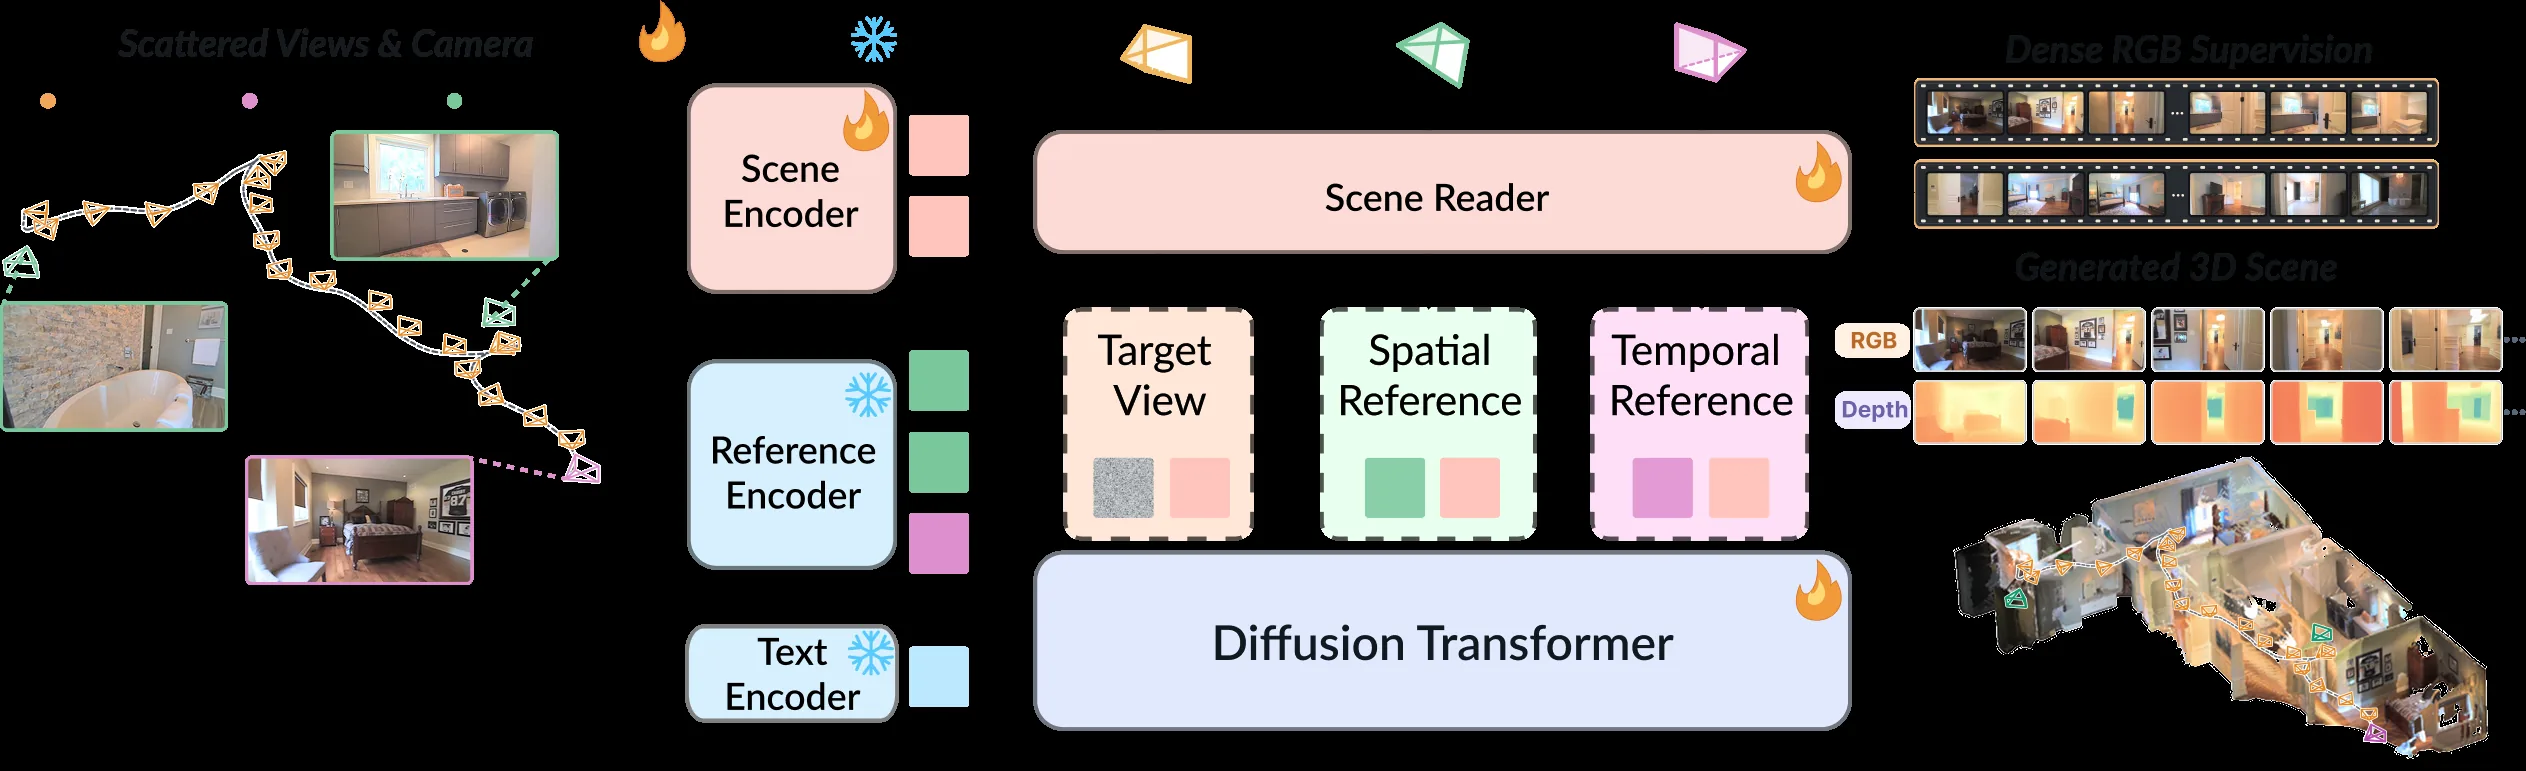 Scattered Views & Camera
Scene
Encoder
Reference
Encoder
Text
Encoder
Scene Reader
Target
View
Spatial
Reference
Temporal
Reference
Diffusion Transformer
Dense RGB Supervision
Generated 3D Scene
RGB
Depth
87